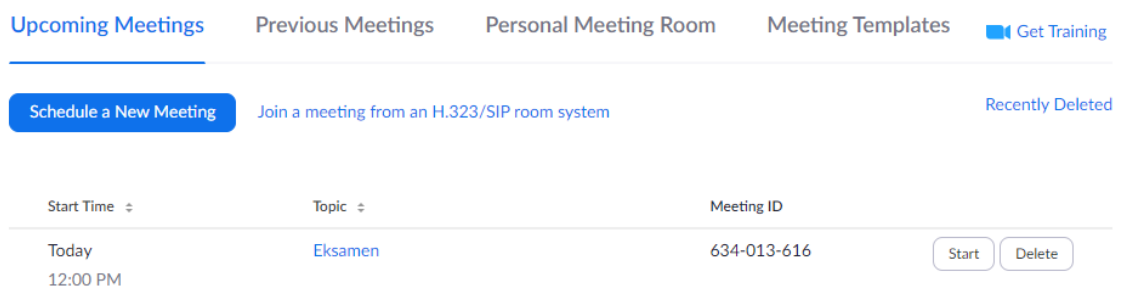 Upcoming Meetings Previous Meetings Personal Meeting Room Meeting Templates Get Training
Schedule a New Meeting Join a meeting from an H.323/SIP room system Recently Deleted
Start Time Topic Meeting ID
Today Eksamen 634-013-616 Start Delete
12:00 PM